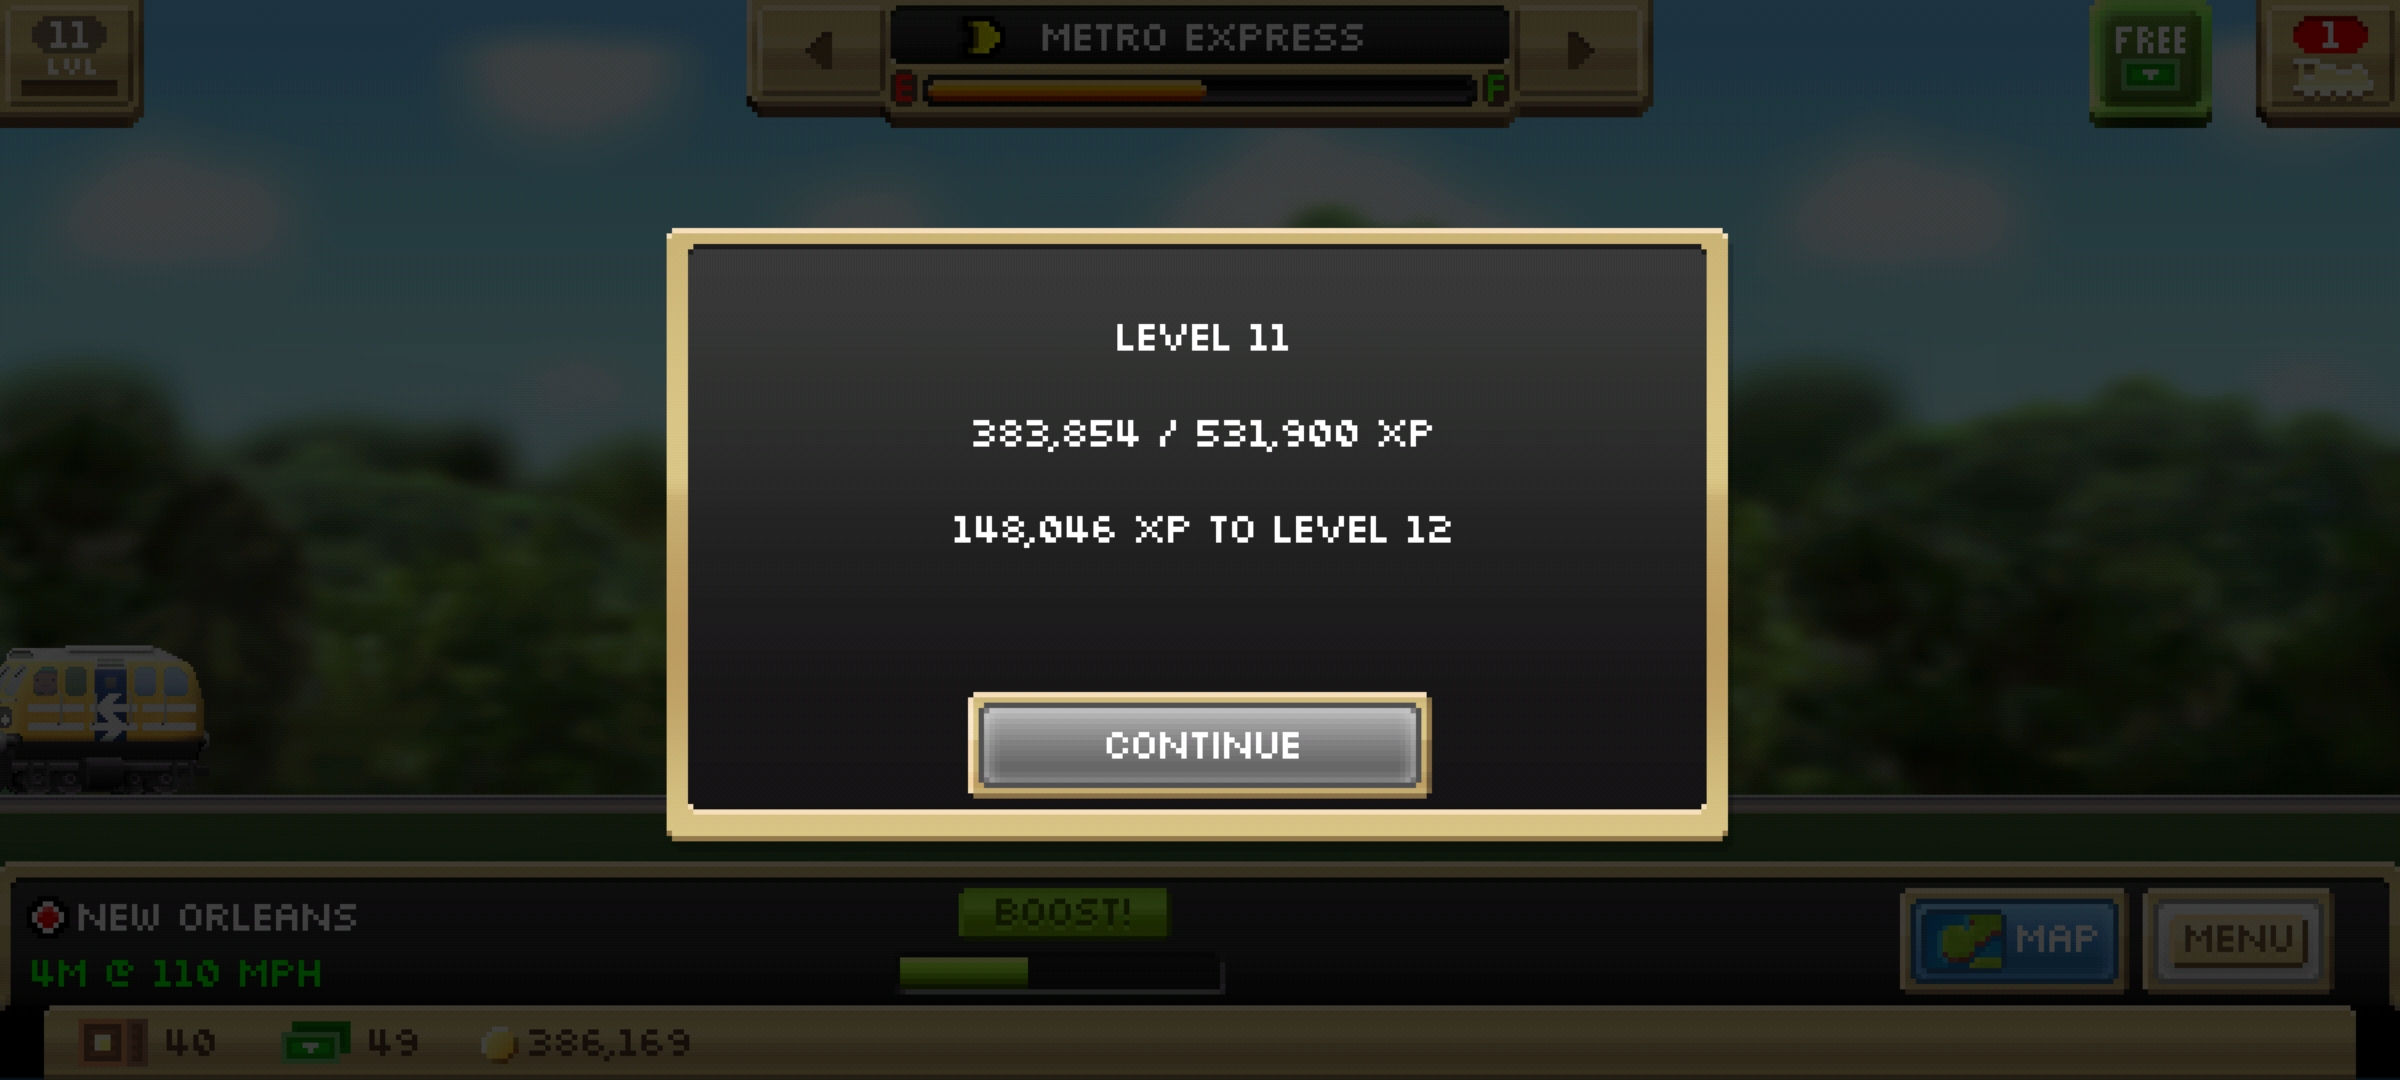 11
LVL
METRO EXPRESS
E F
FREE
1
LEVEL 11
383,854 / 531,900 XP
148,046 XP TO LEVEL 12
CONTINUE
NEW ORLEANS
4M @ 110 MPH
BOOST!
MAP
MENU
40 49 386,169